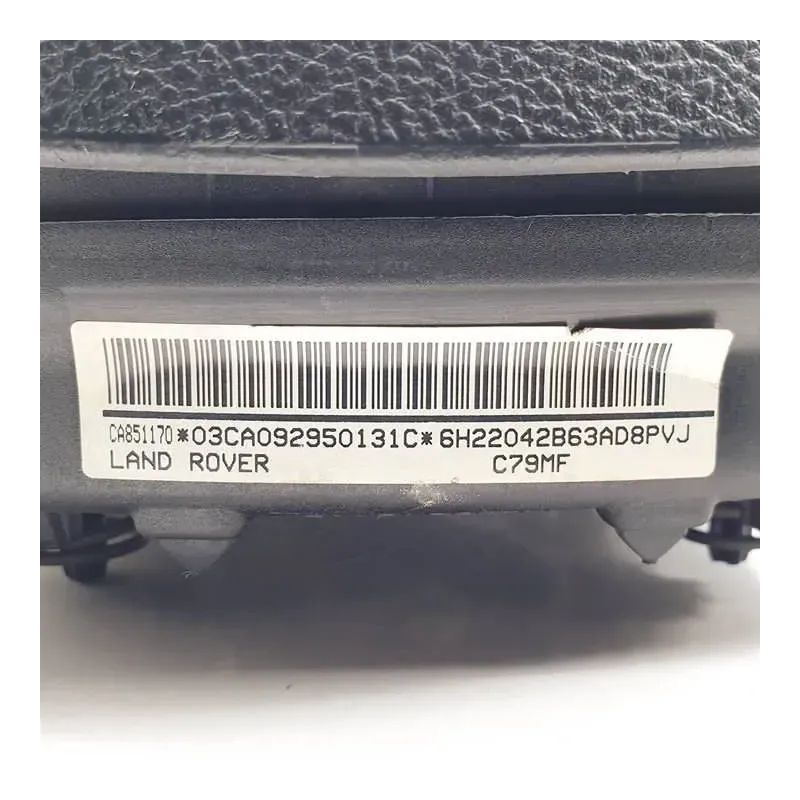 CA851170*03CA092950131C*6H22042B63AD8PVJ
LAND ROVER C79MF